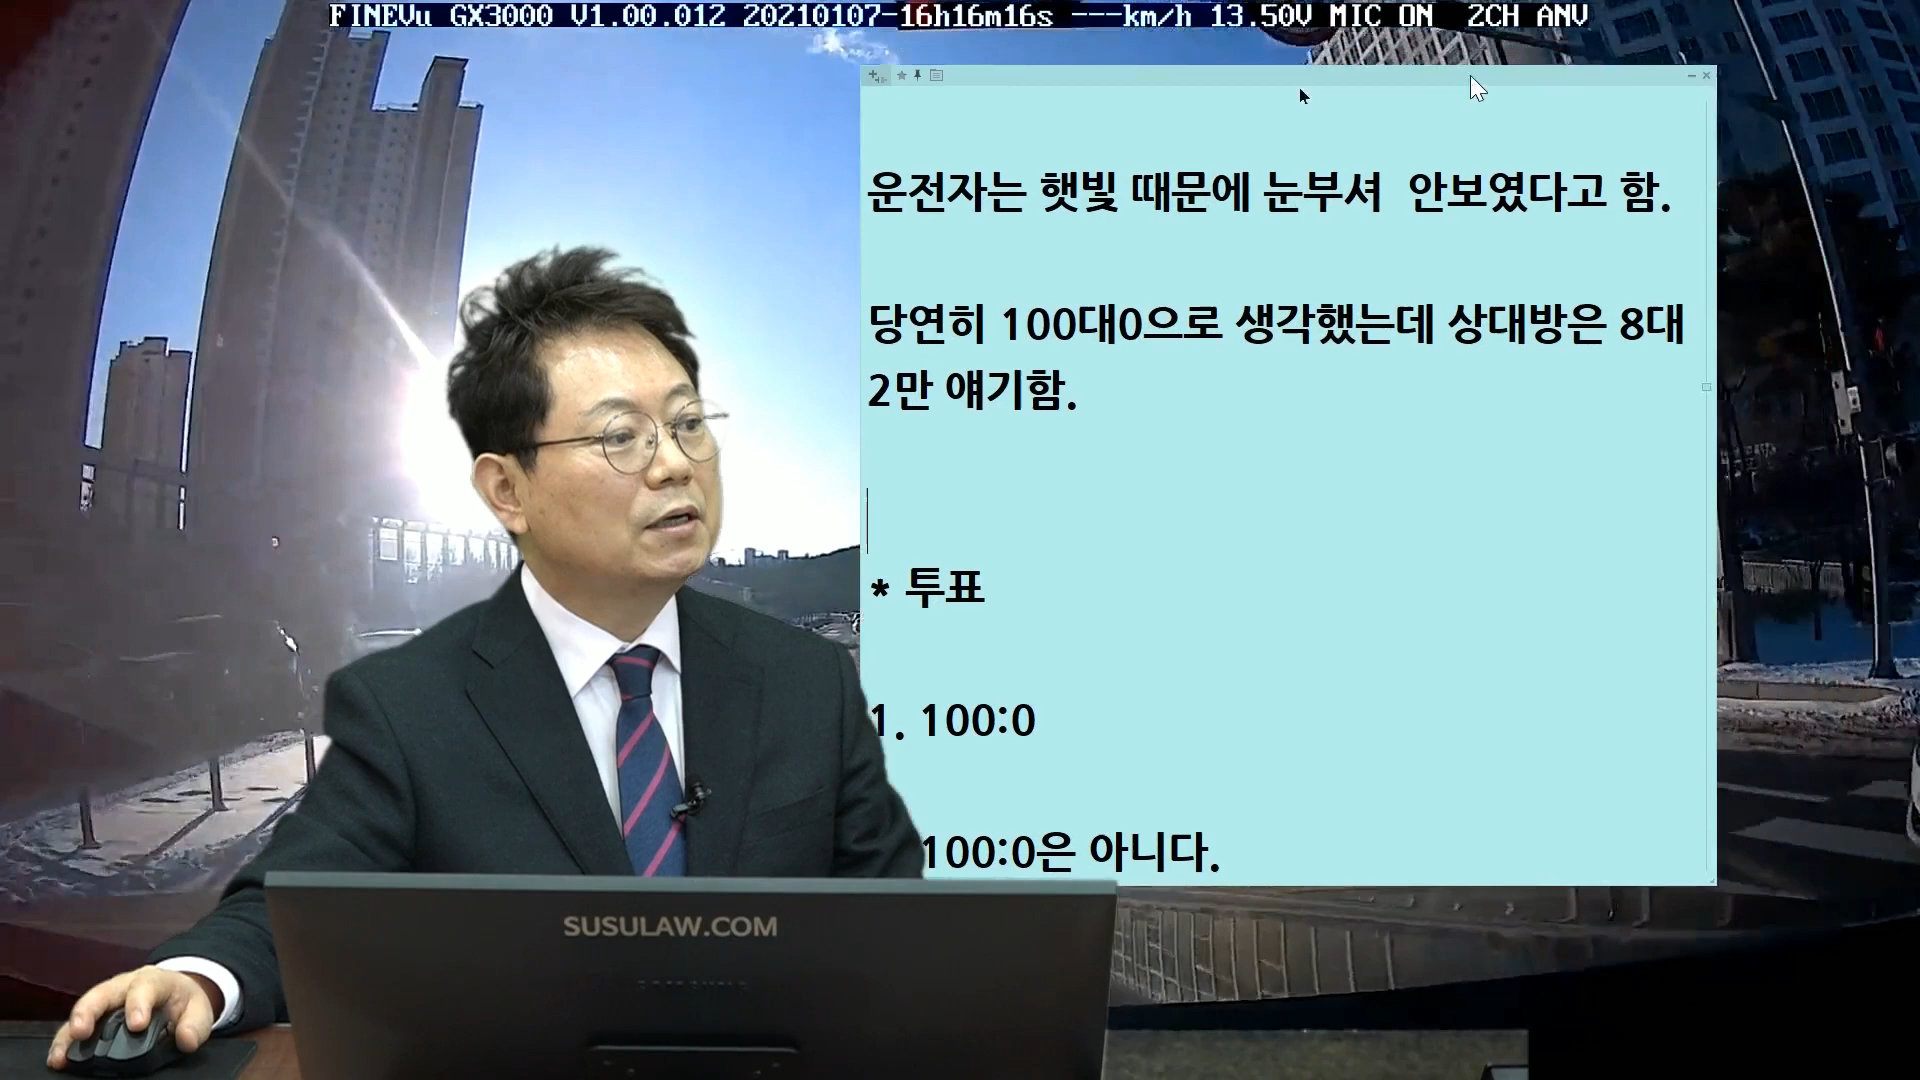 FINEVu GX3000 V1.00.012 20210107-16h16m16s ---km/h 13.50V MIC ON 2CH ANV
운전자는 햇빛 때문에 눈부셔 안보였다고 함.
당연히 100대0으로 생각했는데 상대방은 8대
2만 얘기함.
* 투표
1. 100:0
100:0은 아니다.
SUSULAW.COM
SAMSUNG